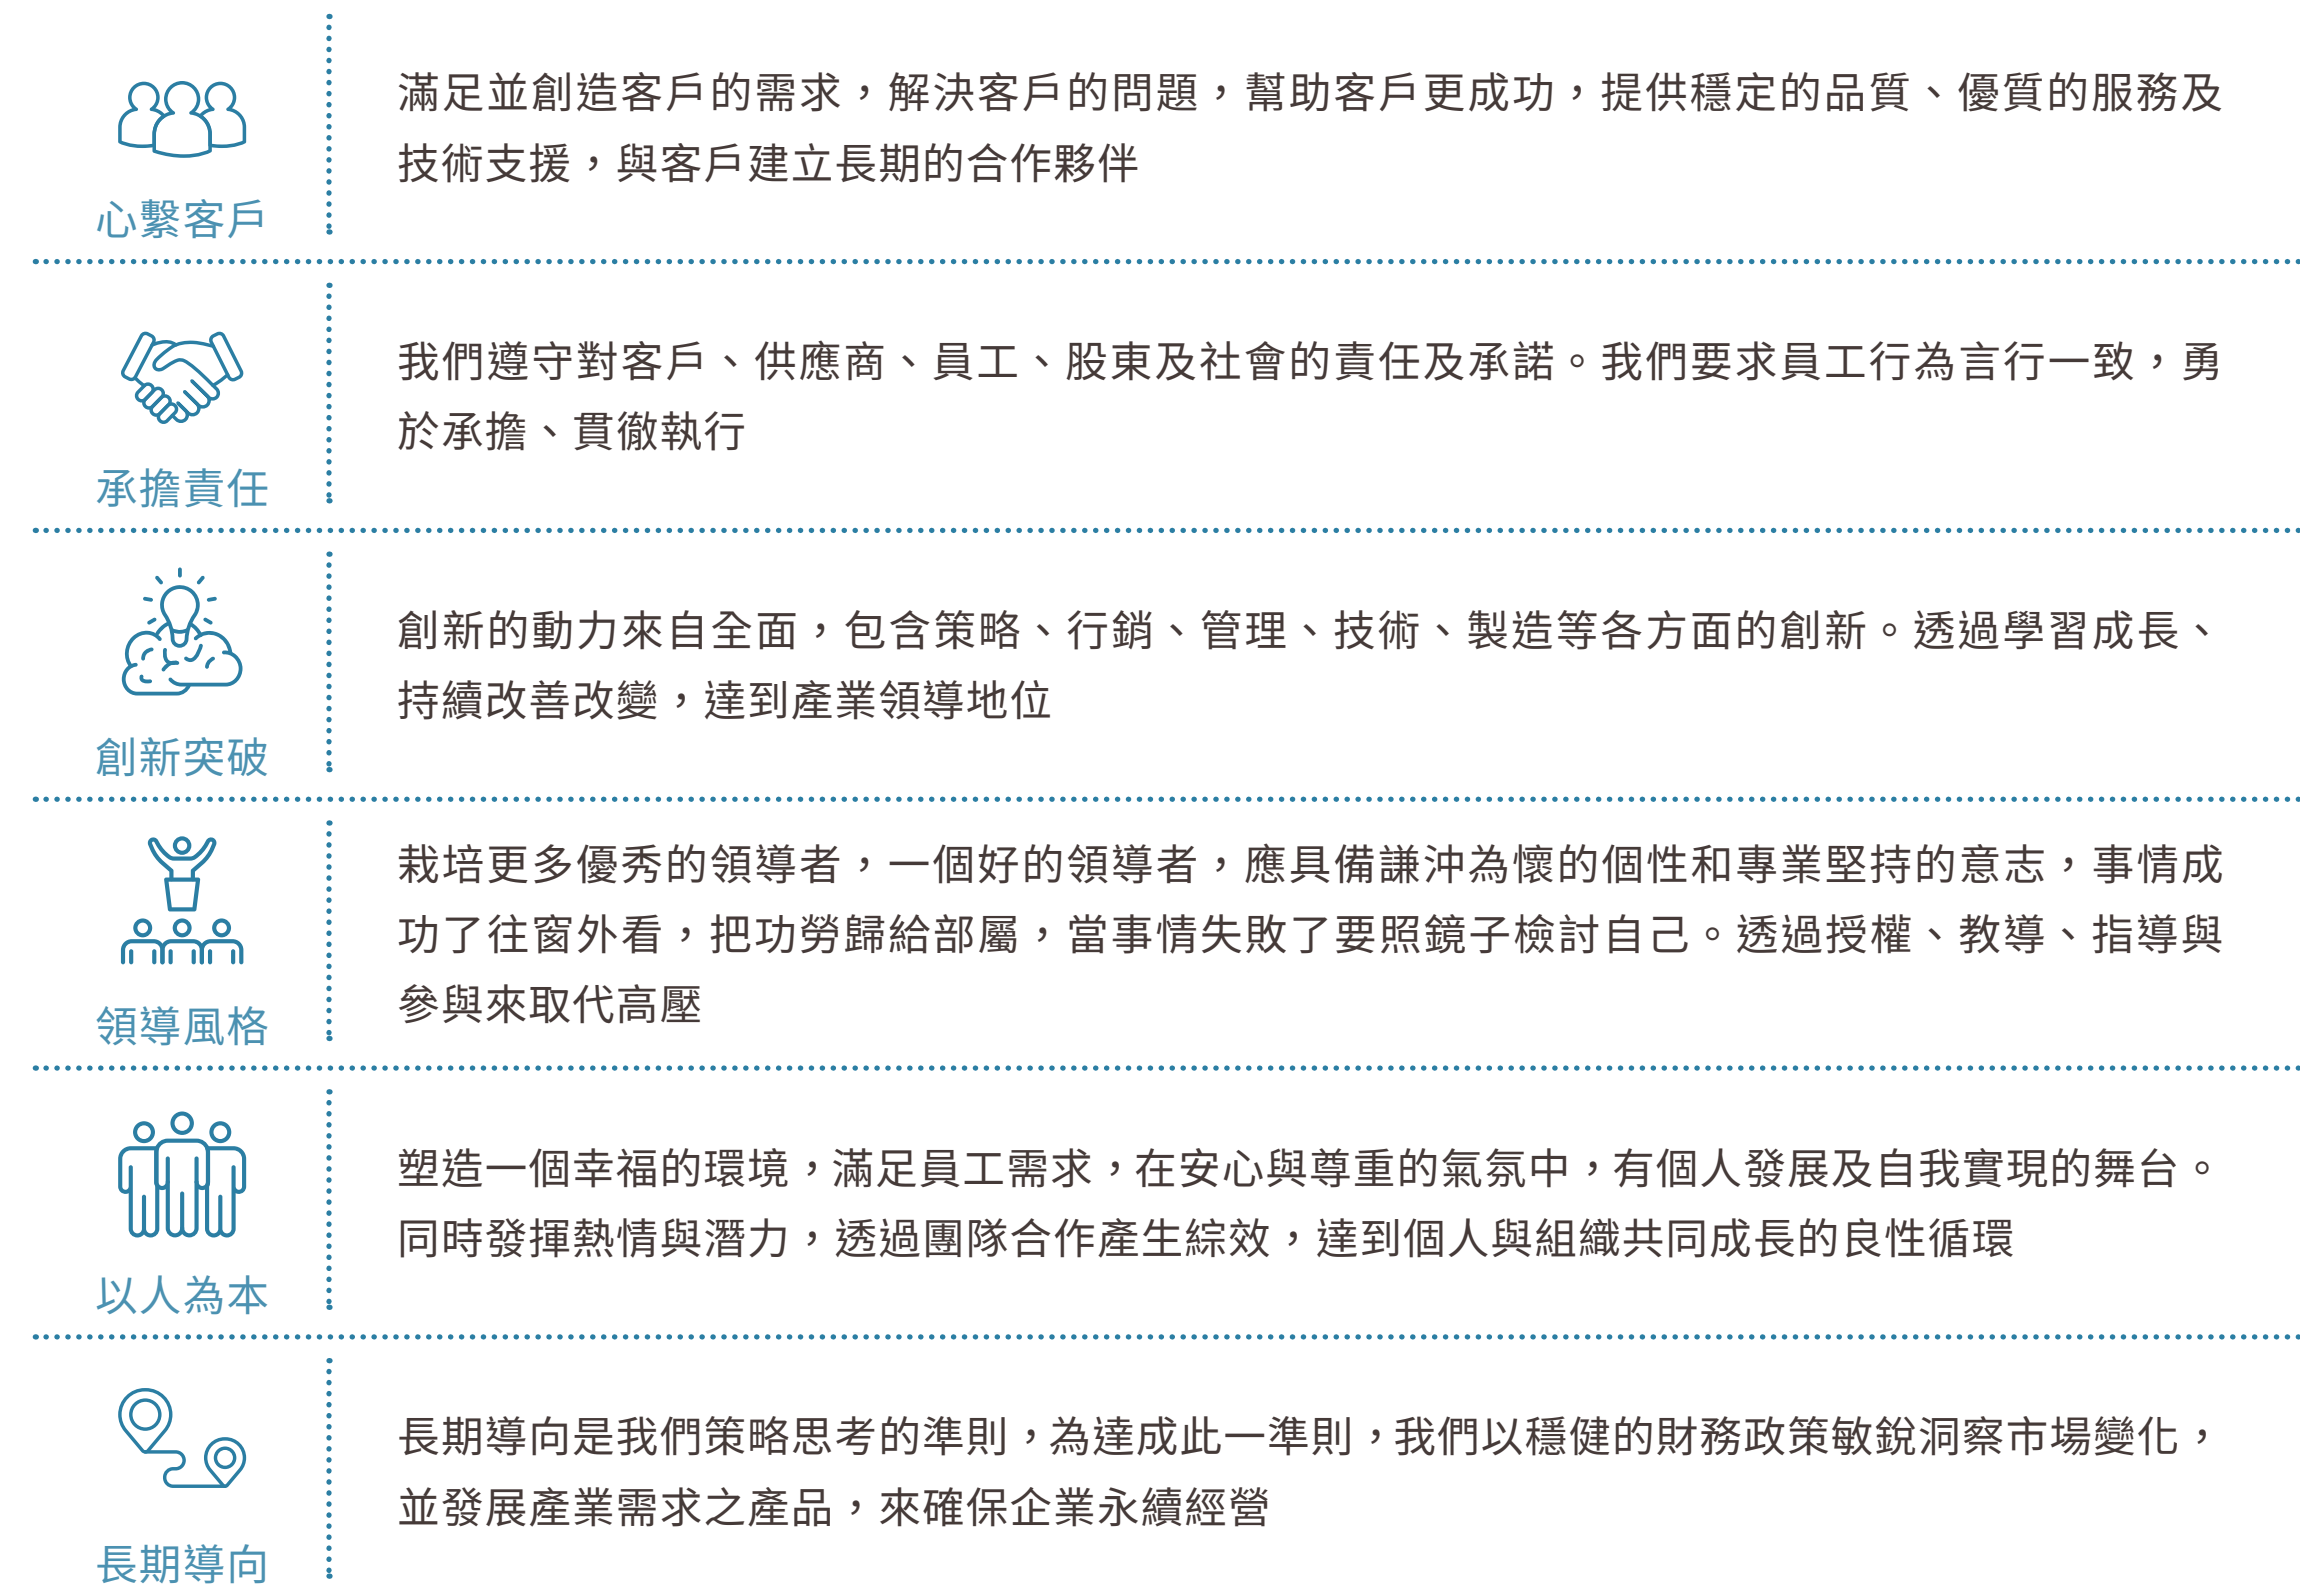 心繫客戶
滿足並創造客戶的需求，解決客戶的問題，幫助客戶更成功，提供穩定的品質、優質的服務及
技術支援，與客戶建立長期的合作夥伴
承擔責任
我們遵守對客戶、供應商、員工、股東及社會的責任及承諾。我們要求員工行為言行一致，勇
於承擔、貫徹執行
創新突破
創新的動力來自全面，包含策略、行銷、管理、技術、製造等各方面的創新。透過學習成長、
持續改善改變，達到產業領導地位
領導風格
栽培更多優秀的領導者，一個好的領導者，應具備謙沖為懷的個性和專業堅持的意志，事情成
功了往窗外看，把功勞歸給部屬，當事情失敗了要照鏡子檢討自己。透過授權、教導、指導與
參與來取代高壓
以人為本
塑造一個幸福的環境，滿足員工需求，在安心與尊重的氣氛中，有個人發展及自我實現的舞台。
同時發揮熱情與潛力，透過團隊合作產生綜效，達到個人與組織共同成長的良性循環
長期導向
長期導向是我們策略思考的準則，為達成此一準則，我們以穩健的財務政策敏銳洞察市場變化，
並發展產業需求之產品，來確保企業永續經營